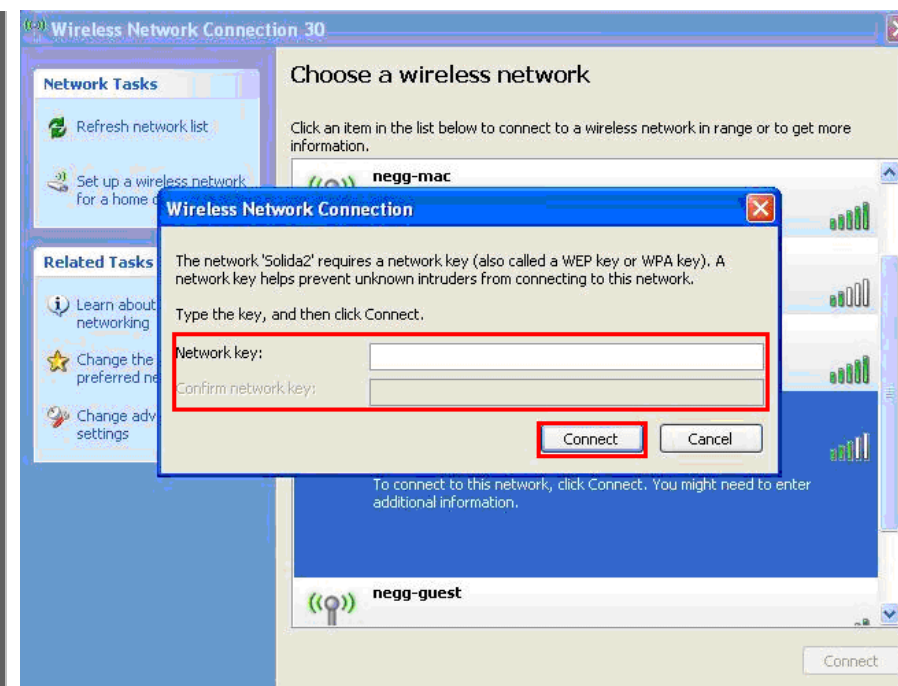 Wireless Network Connection 30
Network Tasks
Refresh network list
Set up a wireless network
for a home
Related Tasks
Learn about
networking
Change the
preferred
Change
settings
Choose a wireless network
Click an item in the list below to connect to a wireless network in range or to get more
information.
negg-mac
Wireless Network Connection
The network 'Solida2' requires a network key (also called a WEP key or WPA key). A
network key helps prevent unknown intruders from connecting to this network.
Type the key, and then click Connect.
Network key:
Confirm network key:
Connect
Cancel
To connect to this network, click Connect. You might need to enter
additional information.
negg-guest
Connect